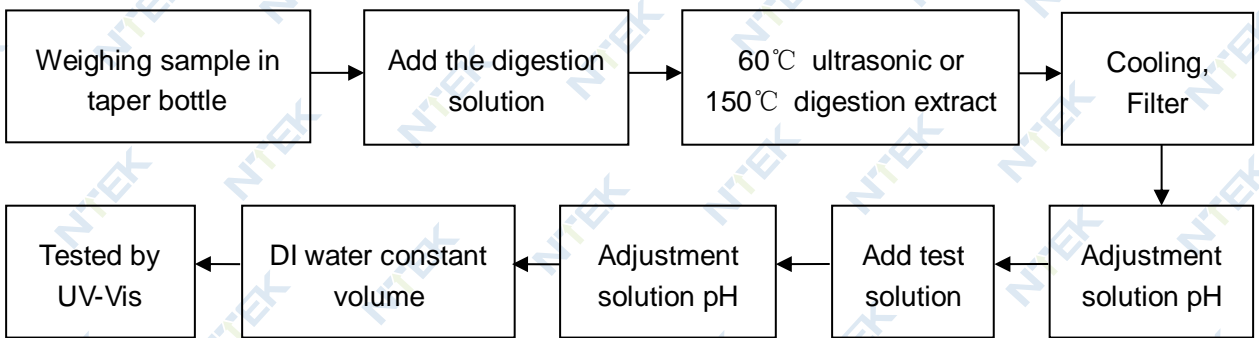 Weighing sample in
taper bottle
Add the digestion
solution
60℃ ultrasonic or
150℃ digestion extract
Cooling,
Filter
Adjustment
solution pH
Add test
solution
Adjustment
solution pH
DI water constant
volume
Tested by
UV-Vis
NTEK